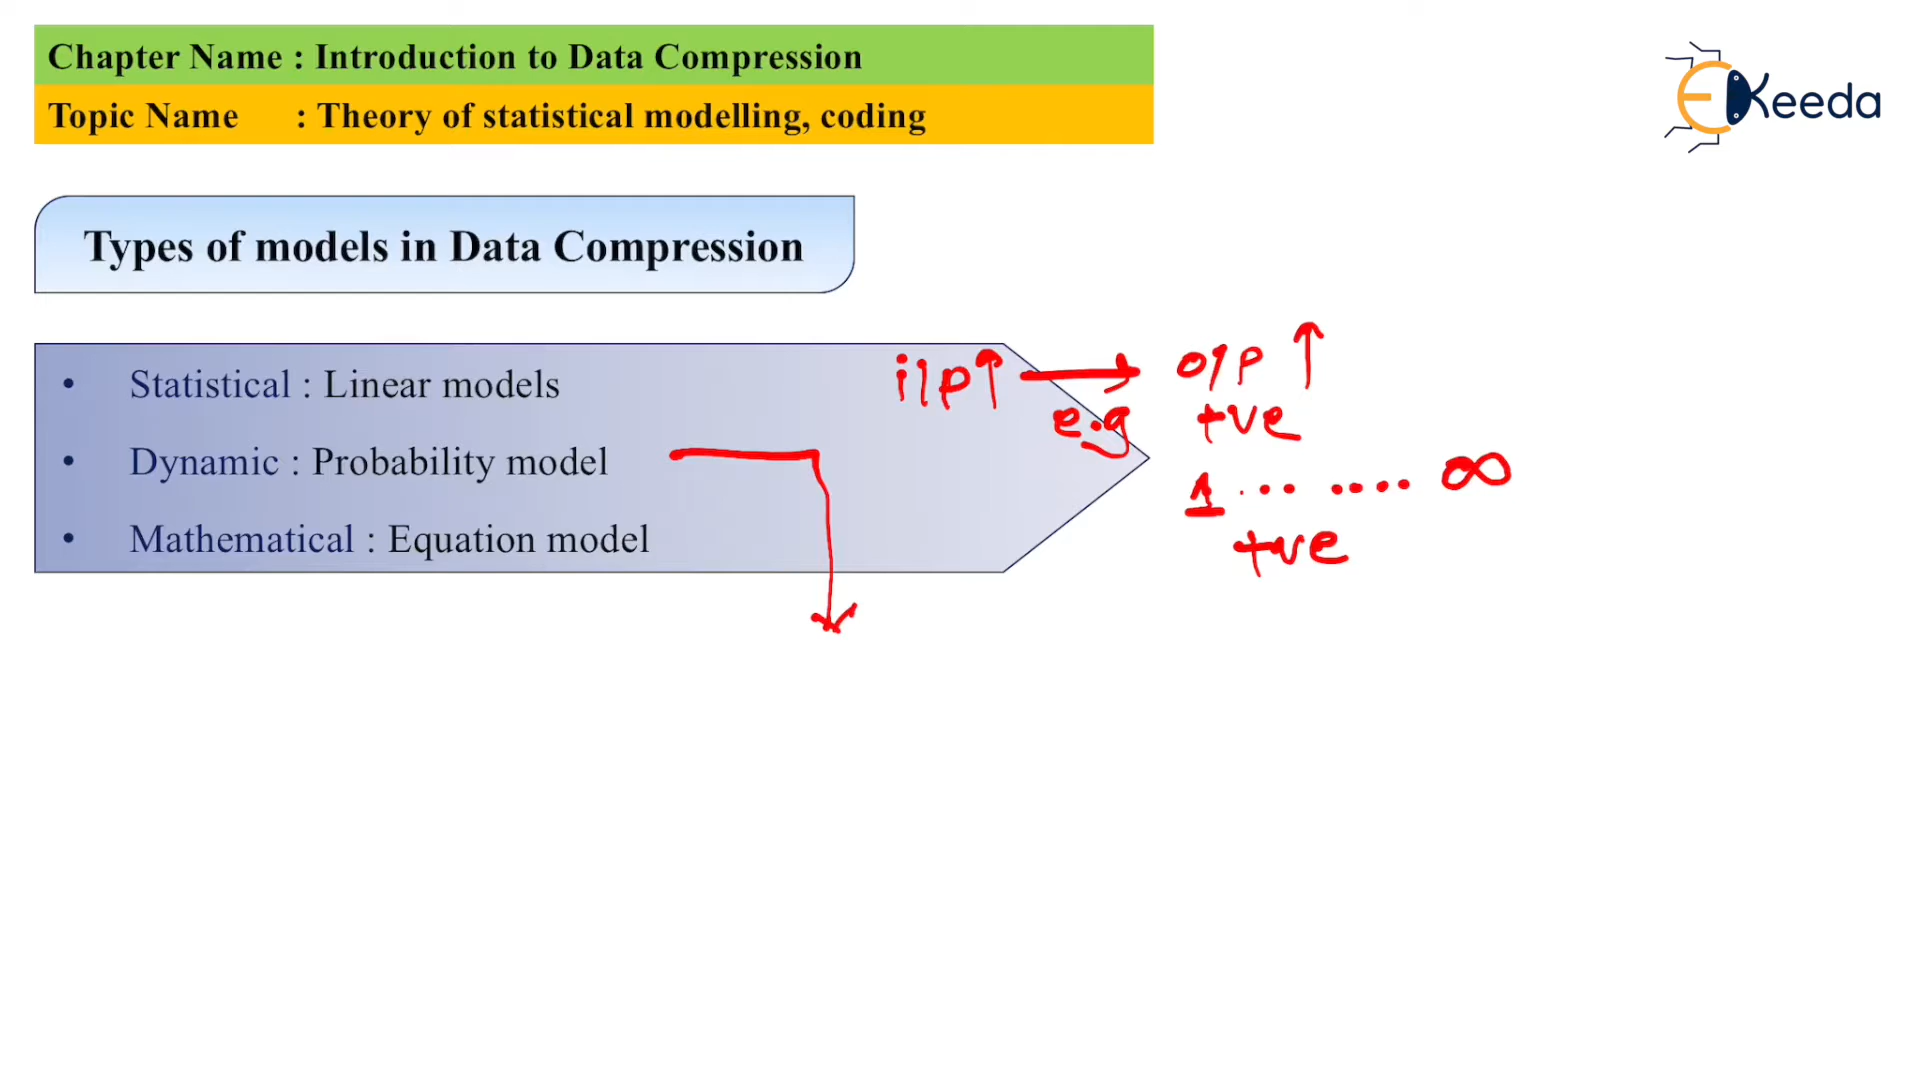 Chapter Name : Introduction to Data Compression
Topic Name : Theory of statistical modelling, coding
EKeeda
Types of models in Data Compression
• Statistical : Linear models
• Dynamic : Probability model
• Mathematical : Equation model
i/p↑ → o/p ↑
e.g +ve
1 ... .... ∞
+ve